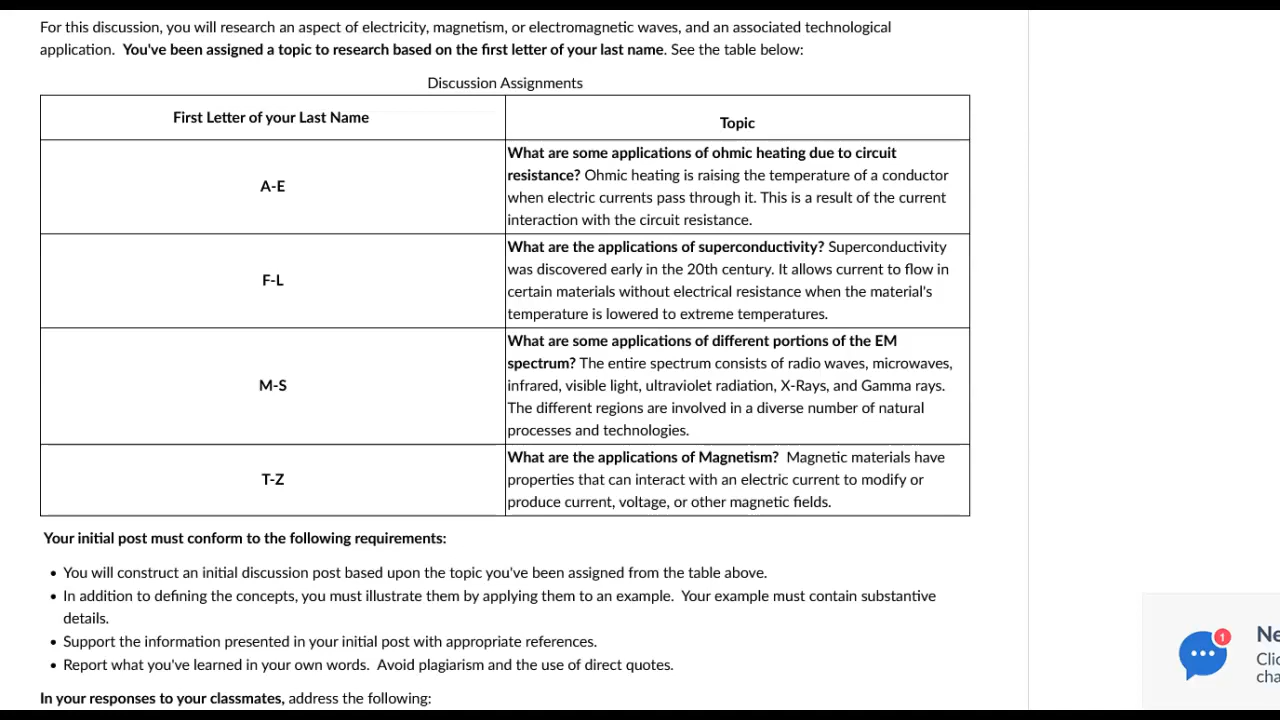 For this discussion, you will research an aspect of electricity, magnetism, or electromagnetic waves, and an associated technological
application.  You've been assigned a topic to research based on the first letter of your last name. See the table below:
Discussion Assignments
First Letter of your Last Name
Topic
A-E
What are some applications of ohmic heating due to circuit
resistance? Ohmic heating is raising the temperature of a conductor
when electric currents pass through it. This is a result of the current
interaction with the circuit resistance.
F-L
What are the applications of superconductivity? Superconductivity
was discovered early in the 20th century. It allows current to flow in
certain materials without electrical resistance when the material's
temperature is lowered to extreme temperatures.
M-S
What are some applications of different portions of the EM
spectrum? The entire spectrum consists of radio waves, microwaves,
infrared, visible light, ultraviolet radiation, X-Rays, and Gamma rays.
The different regions are involved in a diverse number of natural
processes and technologies.
T-Z
What are the applications of Magnetism?  Magnetic materials have
properties that can interact with an electric current to modify or
produce current, voltage, or other magnetic fields.
Your initial post must conform to the following requirements:
• You will construct an initial discussion post based upon the topic you've been assigned from the table above.
• In addition to defining the concepts, you must illustrate them by applying them to an example.  Your example must contain substantive
details.
• Support the information presented in your initial post with appropriate references.
• Report what you've learned in your own words.  Avoid plagiarism and the use of direct quotes.
In your responses to your classmates, address the following:
1
Ne
Clic
cha